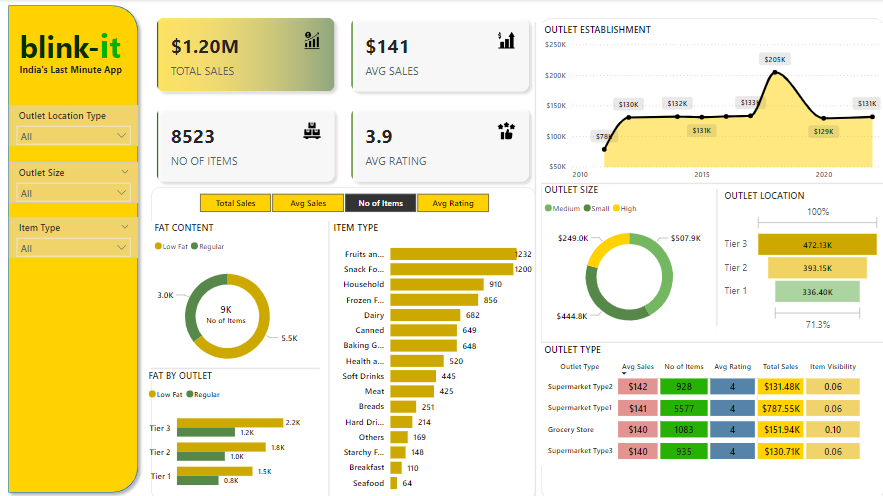 blink-it
India's Last Minute App
Outlet Location Type
All
Outlet Size
All
Item Type
All
$1.20M
TOTAL SALES
$141
AVG SALES
8523
NO OF ITEMS
3.9
AVG RATING
Total Sales
Avg Sales
No of Items
Avg Rating
FAT CONTENT
Low Fat Regular
3.0K
9K
No of Items
5.5K
FAT BY OUTLET
Low Fat Regular
Tier 3 2.2K
1.2K
Tier 2 1.8K
1.0K
Tier 1 1.5K
0.8K
ITEM TYPE
Fruits an... 1232
Snack Fo... 1200
Household 910
Frozen F... 856
Dairy 682
Canned 649
Baking G... 648
Health a... 520
Soft Drinks 445
Meat 425
Breads 251
Hard Dri... 214
Others 169
Starchy F... 148
Breakfast 110
Seafood 64
OUTLET ESTABLISHMENT
$250K
$200K
$150K
$100K
$50K
$78K
$130K
$132K
$131K
$133K
$205K
$129K
$131K
2010 2015 2020
OUTLET SIZE
Medium Small High
$249.0K
$507.9K
$444.8K
OUTLET LOCATION
100%
Tier 3 472.13K
Tier 2 393.15K
Tier 1 336.40K
71.3%
OUTLET TYPE
Outlet Type Avg Sales No of Items Avg Rating Total Sales Item Visibility
Supermarket Type2 $142 928 4 $131.48K 0.06
Supermarket Type1 $141 5577 4 $787.55K 0.06
Grocery Store $140 1083 4 $151.94K 0.10
Supermarket Type3 $140 935 4 $130.71K 0.06